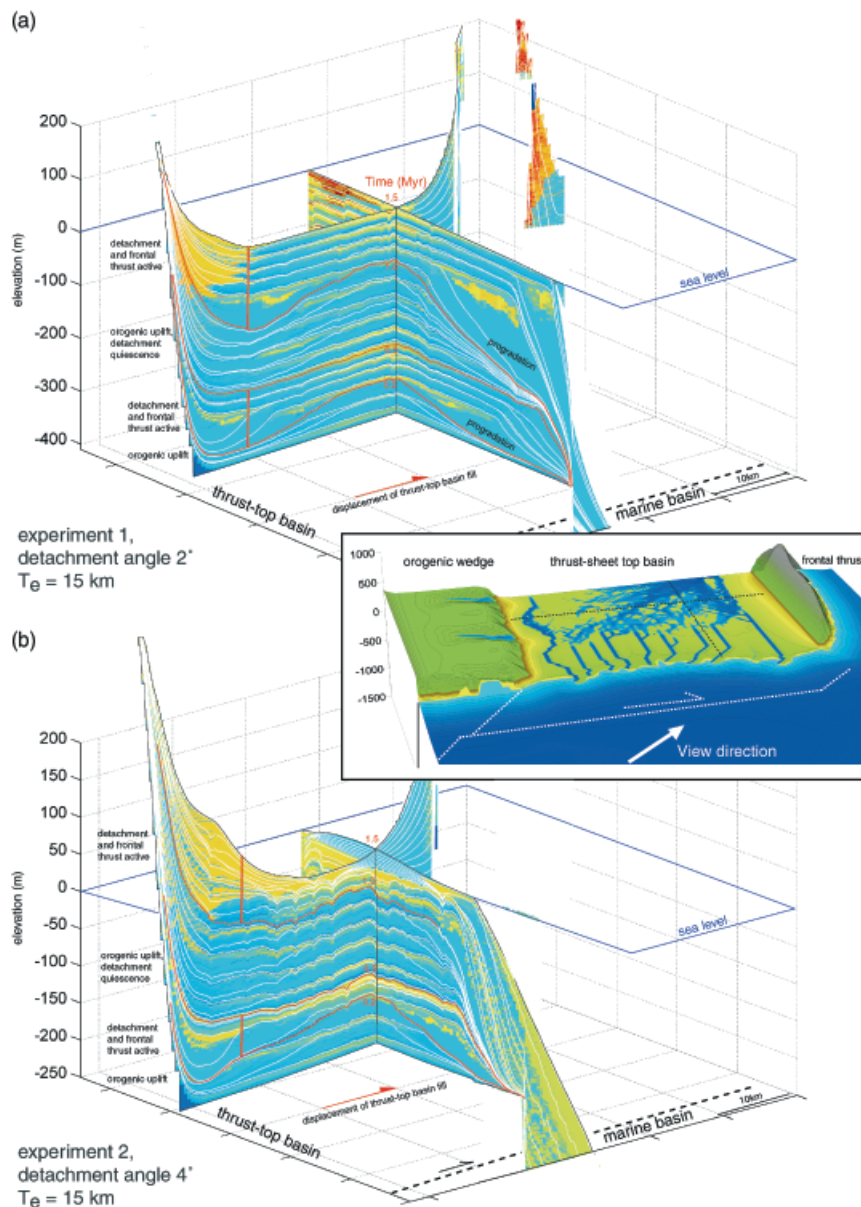 (a)
200
100
0
-100
-200
-300
-400
elevation (m)
Time (Myr)
1.5
detachment
and frontal
thrust active
sea level
orogenic uplift,
detachment
quiescence
progradation
detachment
and frontal
thrust active
progradation
orogenic uplift
displacement of thrust-top basin fill
thrust-top basin
marine basin
10km
experiment 1,
detachment angle 2°
Te = 15 km
1000
500
0
-500
-1000
-1500
orogenic wedge
thrust-sheet top basin
frontal thrust
View direction
(b)
200
150
100
50
0
-50
-100
-150
-200
-250
elevation (m)
1.5
detachment
and frontal
thrust active
sea level
orogenic uplift,
detachment
quiescence
detachment
and frontal
thrust active
orogenic uplift
displacement of thrust-top basin fill
thrust-top basin
marine basin
10km
experiment 2,
detachment angle 4°
Te = 15 km